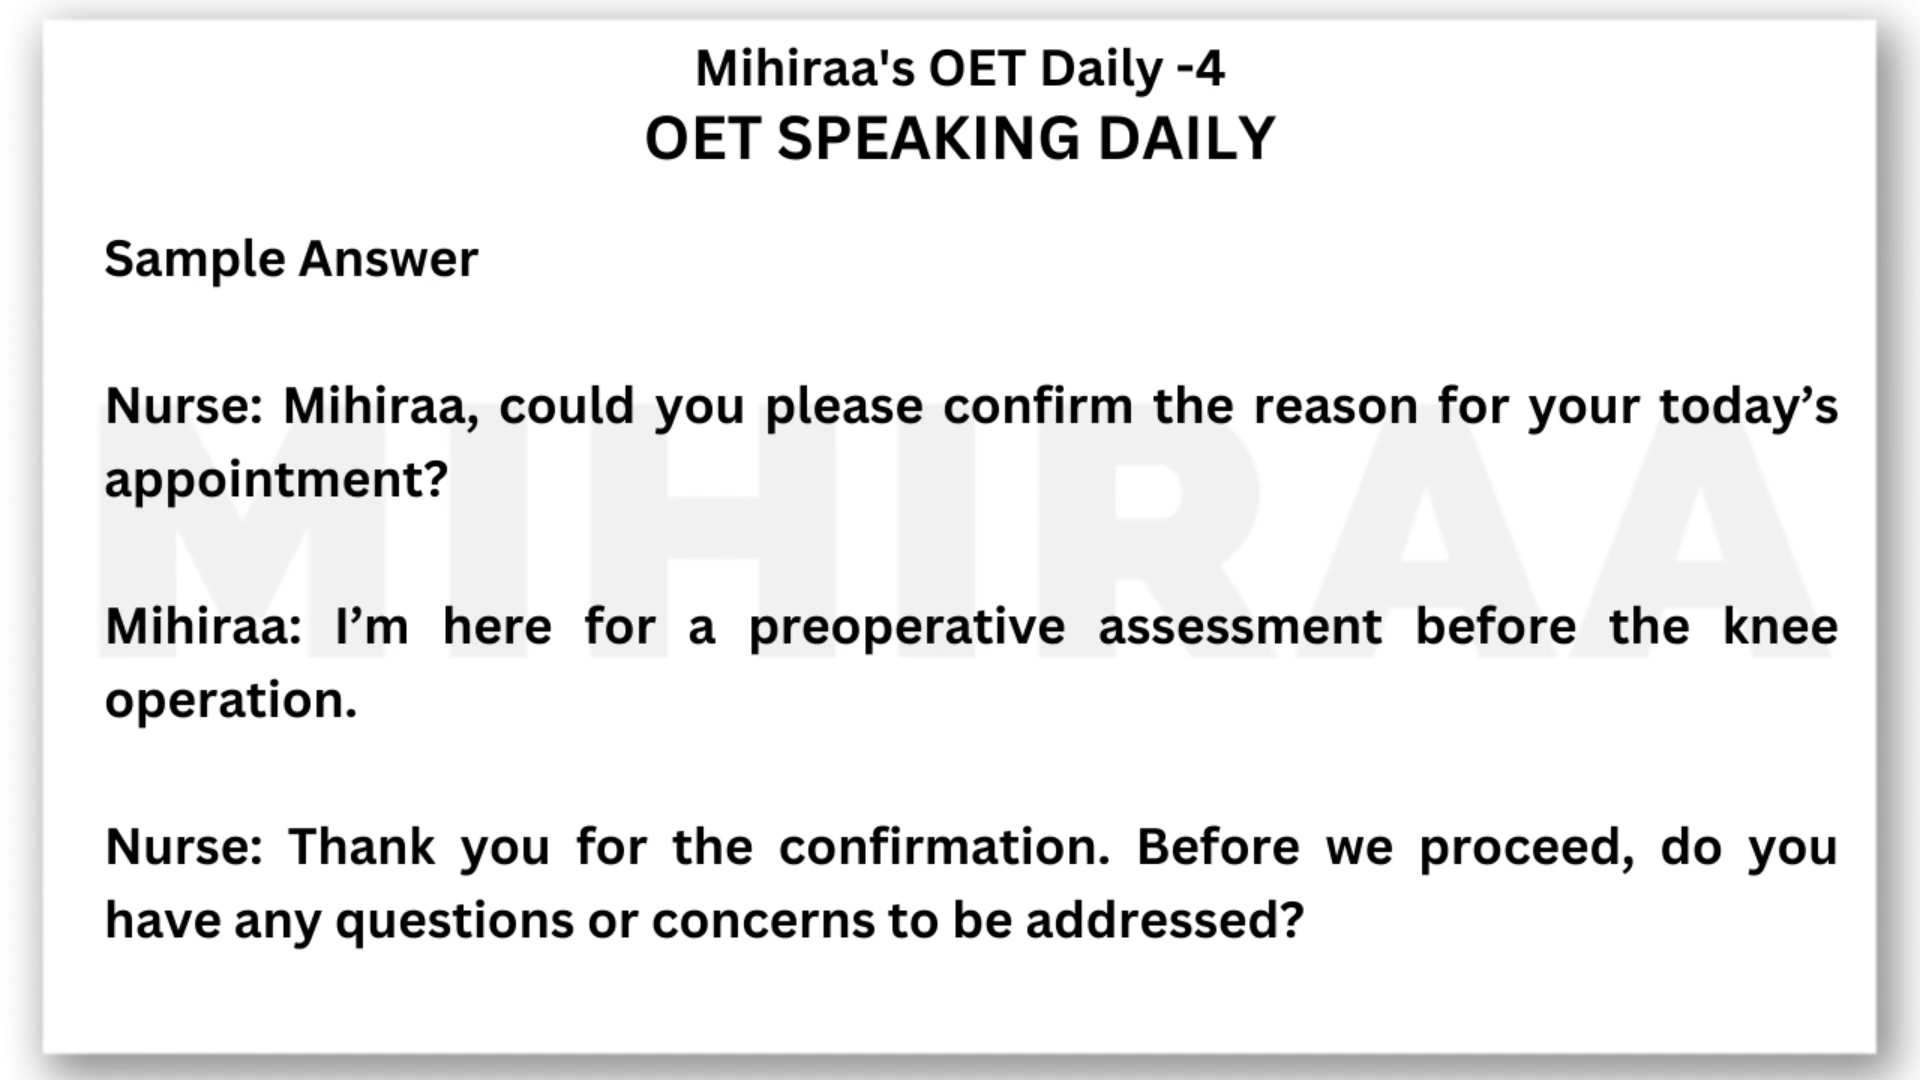 Mihiraa's OET Daily -4
OET SPEAKING DAILY
Sample Answer
Nurse: Mihiraa, could you please confirm the reason for your today’s
appointment?
MIHIRAA
Mihiraa: I’m here for a preoperative assessment before the knee
operation.
Nurse: Thank you for the confirmation. Before we proceed, do you
have any questions or concerns to be addressed?